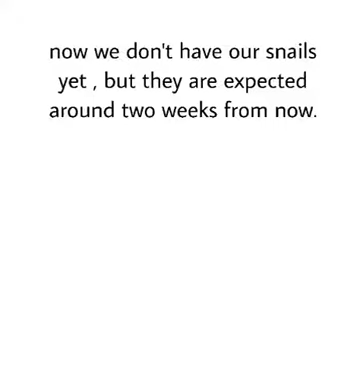 now we don't have our snails
yet , but they are expected
around two weeks from now.